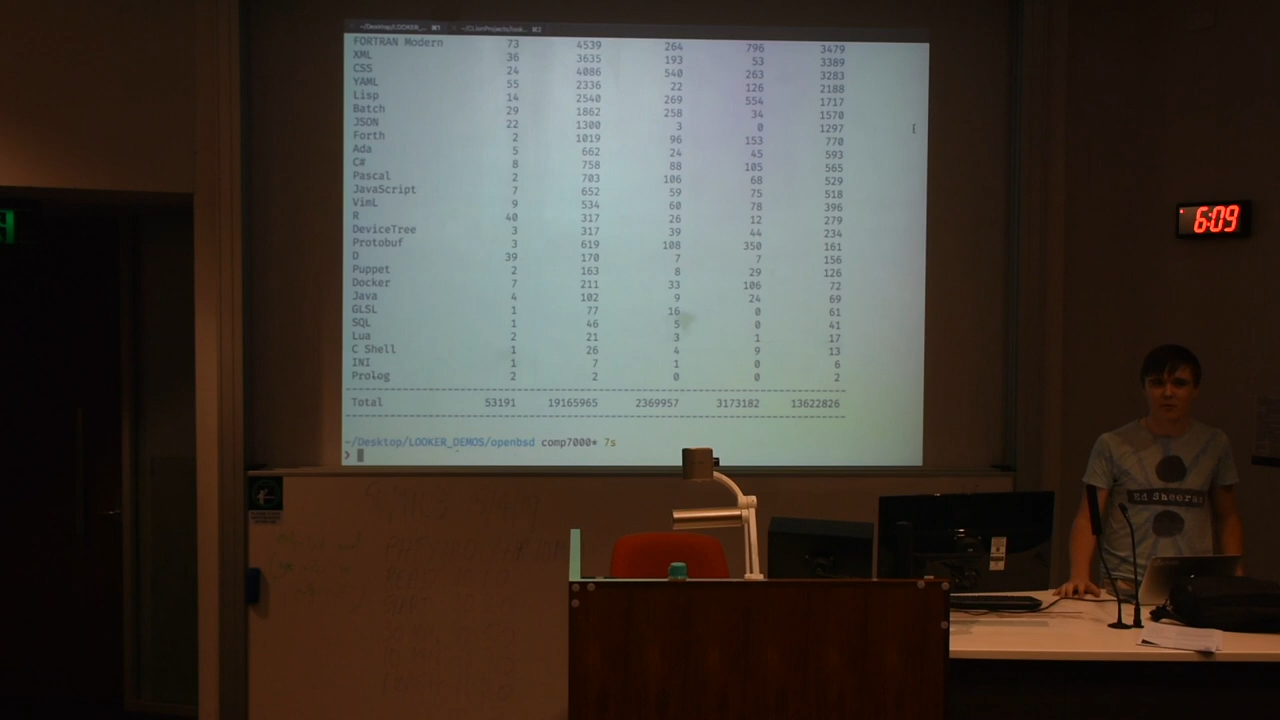 ~/Desktop/LOOKER_... ⌘1 ~/CLionProjects/look... ⌘2
FORTRAN Modern 73 4539 264 796 3479
XML 36 3635 193 53 3389
CSS 24 4086 540 263 3283
YAML 55 2336 22 126 2188
Lisp 14 2540 269 554 1717
Batch 29 1862 258 34 1570
JSON 22 1300 3 0 1297
Forth 2 1019 96 153 770
Ada 5 662 24 45 593
C# 8 758 88 105 565
Pascal 2 703 106 68 529
JavaScript 7 652 59 75 518
VimL 9 534 60 78 396
R 40 317 26 12 279
DeviceTree 3 317 39 44 234
Protobuf 3 619 108 350 161
D 39 170 7 7 156
Puppet 2 163 8 29 126
Docker 7 211 33 106 72
Java 4 102 9 24 69
GLSL 1 77 16 0 61
SQL 1 46 5 0 41
Lua 2 21 3 1 17
C Shell 1 26 4 9 13
INI 1 7 1 0 6
Prolog 2 2 0 0 2
Total 53191 19165965 2369957 3173182 13622826
~/Desktop/LOOKER_DEMOS/openbsd comp7000* 7s
❯
6:09
Ed Sheeran